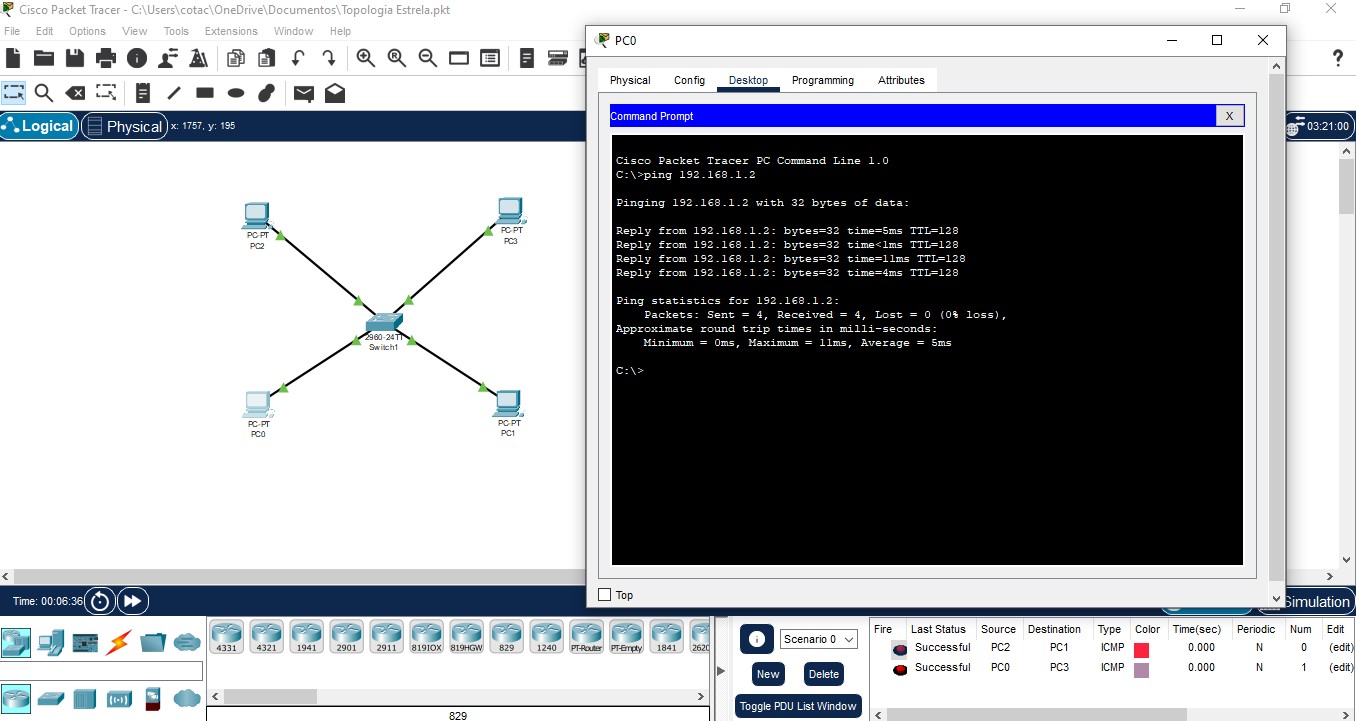 Cisco Packet Tracer - C:\Users\cotac\OneDrive\Documentos\Topologia Estrela.pkt
File Edit Options View Tools Extensions Window Help
?
Logical Physical x: 1757, y: 195
03:21:00
PC-PT
PC2
PC-PT
PC3
2960-24TT
Switch1
PC-PT
PC0
PC-PT
PC1
PC0
Physical Config Desktop Programming Attributes
Command Prompt X
Cisco Packet Tracer PC Command Line 1.0
C:\>ping 192.168.1.2
Pinging 192.168.1.2 with 32 bytes of data:
Reply from 192.168.1.2: bytes=32 time=5ms TTL=128
Reply from 192.168.1.2: bytes=32 time<1ms TTL=128
Reply from 192.168.1.2: bytes=32 time=11ms TTL=128
Reply from 192.168.1.2: bytes=32 time=4ms TTL=128
Ping statistics for 192.168.1.2:
Packets: Sent = 4, Received = 4, Lost = 0 (0% loss),
Approximate round trip times in milli-seconds:
Minimum = 0ms, Maximum = 11ms, Average = 5ms
C:\>
Top
Time: 00:06:36
Simulation
4331 4321 1941 2901 2911 819IOX 819HGW 829 1240 PT-Router PT-Empty 1841 2620
829
Scenario 0
New Delete
Toggle PDU List Window
Fire Last Status Source Destination Type Color Time(sec) Periodic Num Edit
Successful PC2 PC1 ICMP 0.000 N 0 (edit)
Successful PC0 PC3 ICMP 0.000 N 1 (edit)